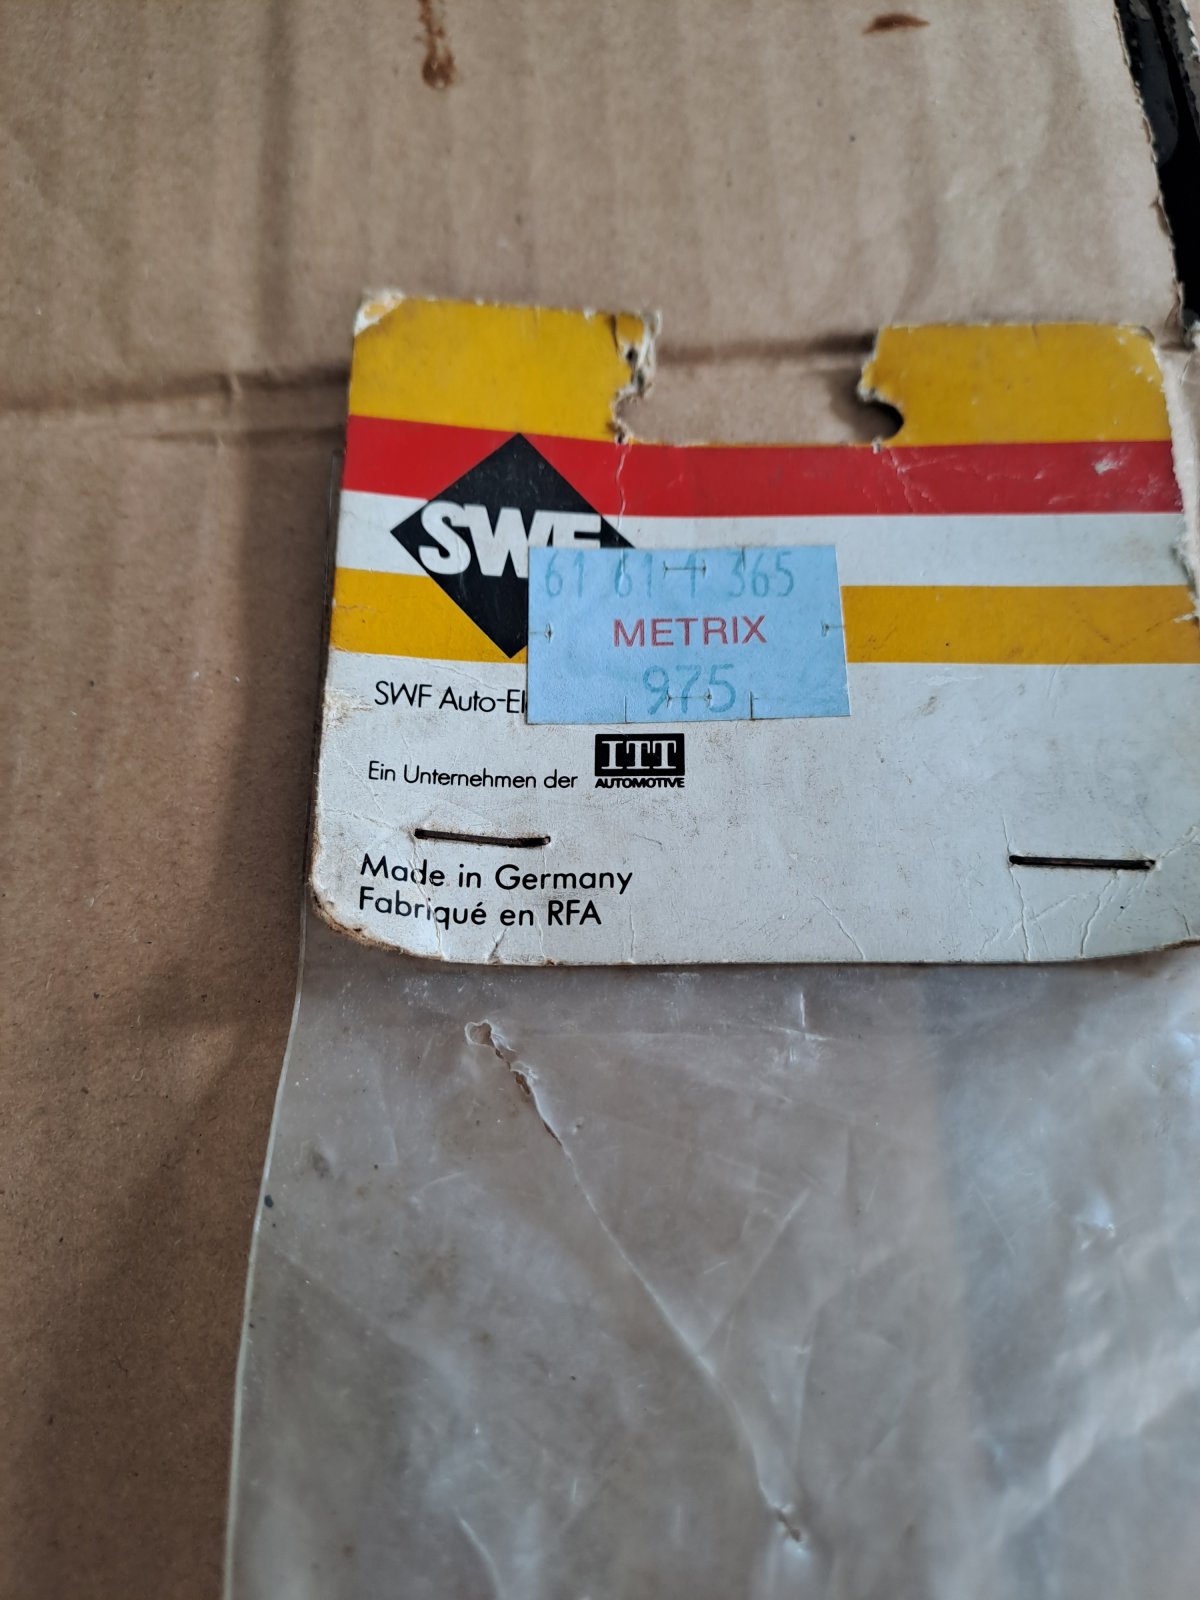 SWF
61 61 1 365
METRIX
975
SWF Auto-El
Ein Unternehmen der ITT
AUTOMOTIVE
Made in Germany
Fabriqué en RFA